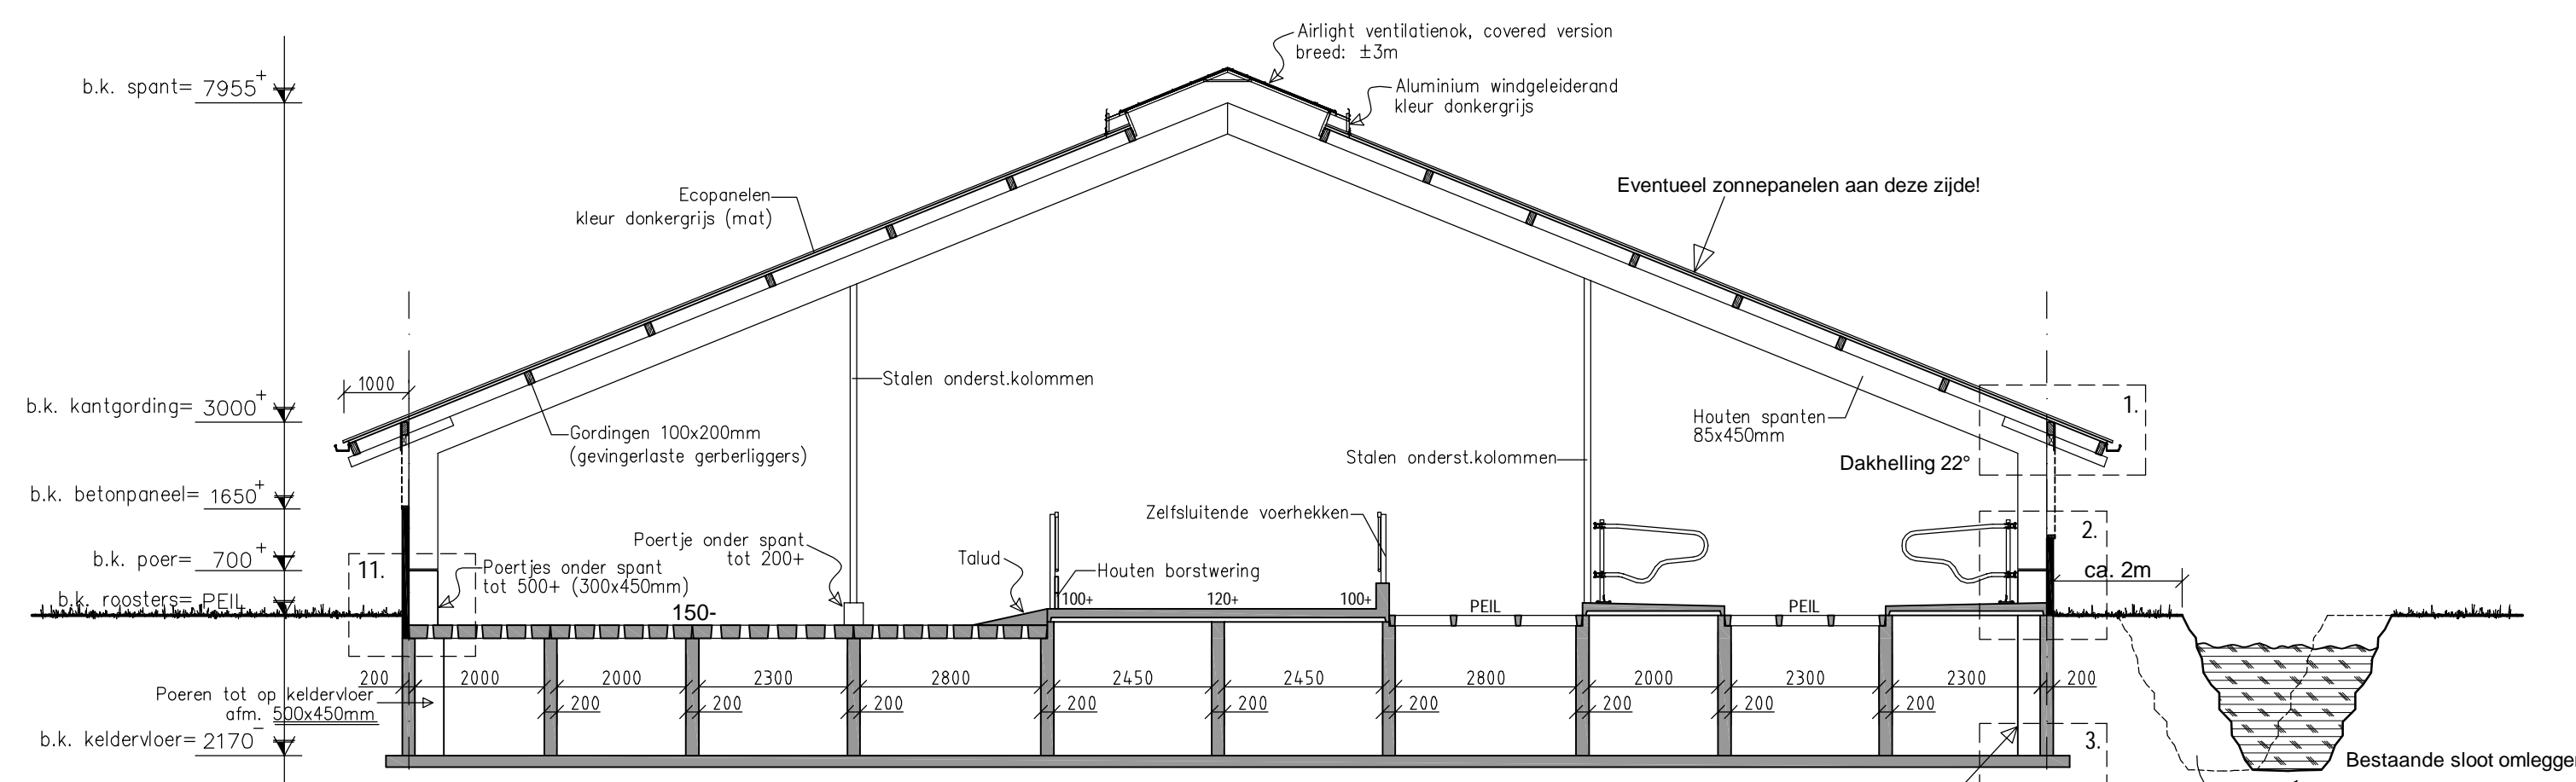 Airlight ventilatienok, covered version
breed: ±3m
b.k. spant= 7955+
Aluminium windgeleiderand
kleur donkergrijs
Ecopanelen
kleur donkergrijs (mat)
Eventueel zonnepanelen aan deze zijde!
1000
Stalen onderst.kolommen
b.k. kantgording= 3000+
1.
Houten spanten
85x450mm
Gordingen 100x200mm
(gevingerlaste gerberliggers)
Stalen onderst.kolommen
Dakhelling 22°
b.k. betonpaneel= 1650+
Zelfsluitende voerhekken
2.
Poertje onder spant
tot 200+
Talud
b.k. poer= 700+
11.
Poertjes onder spant
tot 500+ (300x450mm)
Houten borstwering
ca. 2m
b.k. roosters= PEIL
150-
100+
120+
100+
PEIL
PEIL
200
2000
2000
2300
2800
2450
2450
2800
2000
2300
2300
200
Poeren tot op keldervloer
afm. 500x450mm
200
200
200
200
200
200
200
200
200
b.k. keldervloer= 2170-
3.
Bestaande sloot omleggen